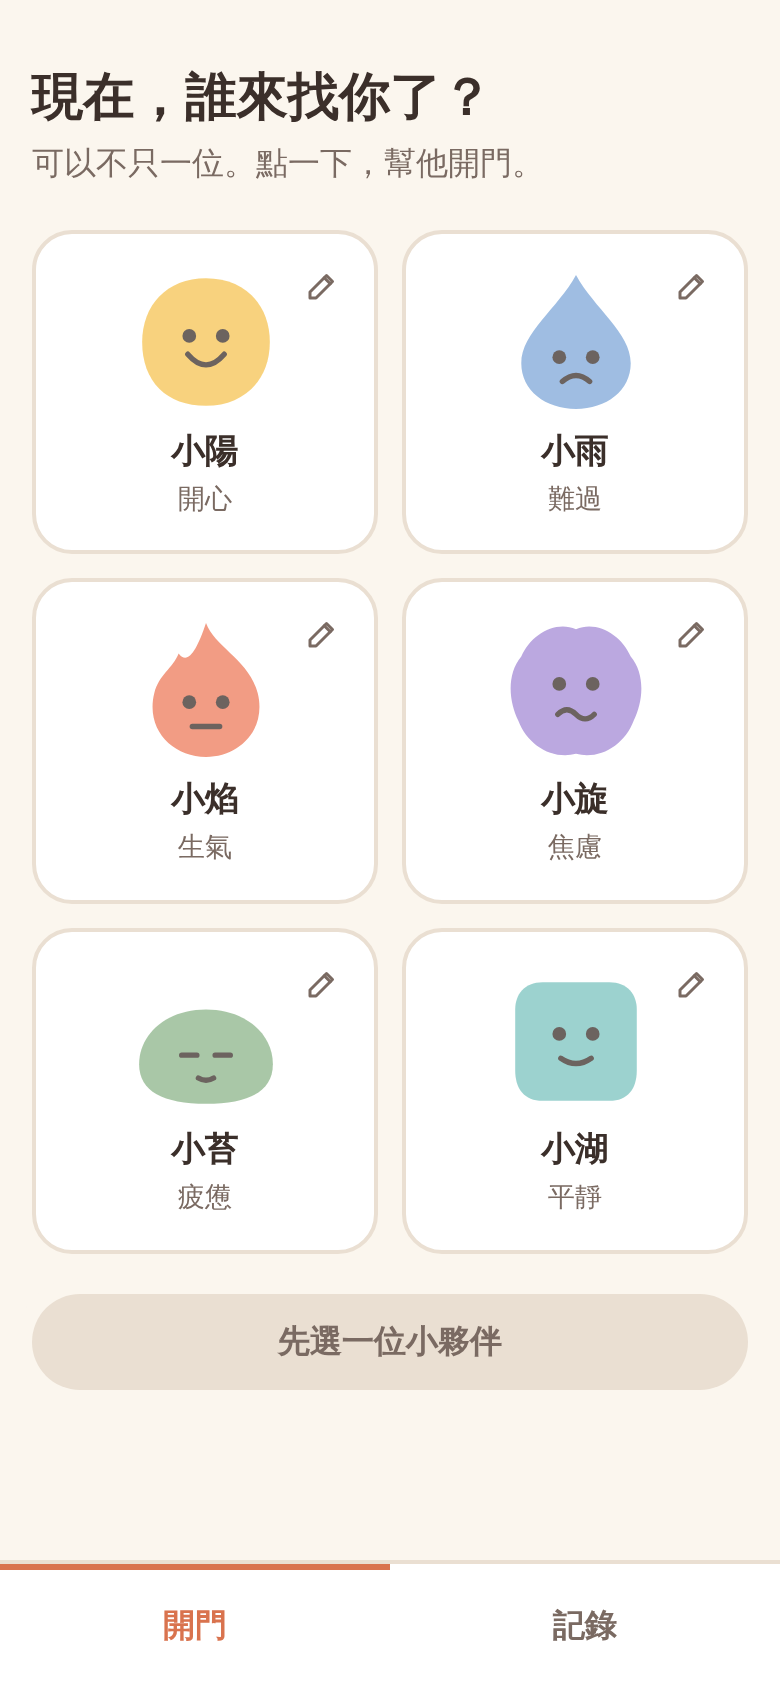 現在，誰來找你了？
可以不只一位。點一下，幫他開門。
小陽
開心
小雨
難過
小焰
生氣
小旋
焦慮
小苔
疲憊
小湖
平靜
先選一位小夥伴
開門
記錄